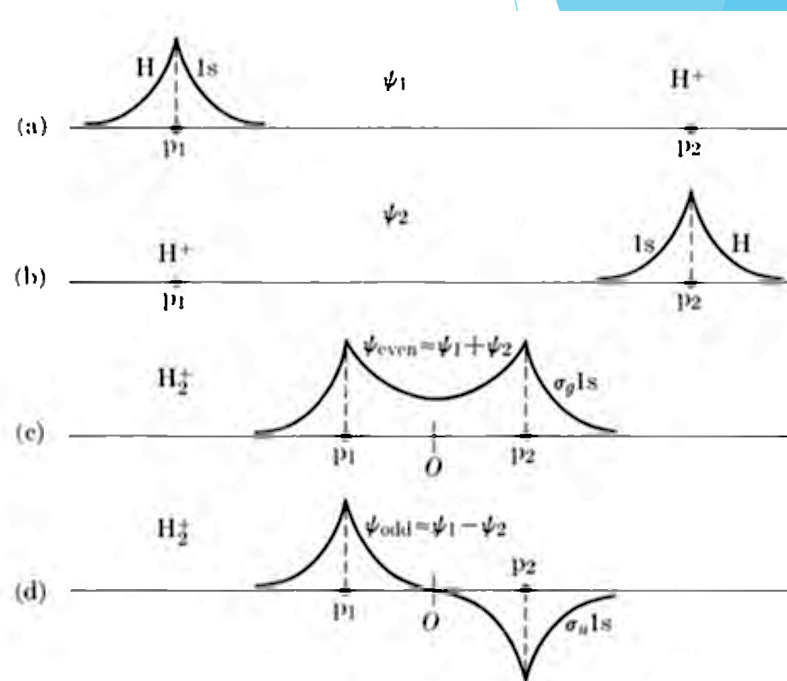 H 1s ψ₁ H⁺
(a)
p₁ p₂
ψ₂ 1s H
H⁺
(b)
p₁ p₂
ψeven≈ψ₁+ψ₂
H₂⁺ σg1s
(c)
p₁ O p₂
H₂⁺ ψodd≈ψ₁−ψ₂
p₂
(d)
p₁ O σu1s